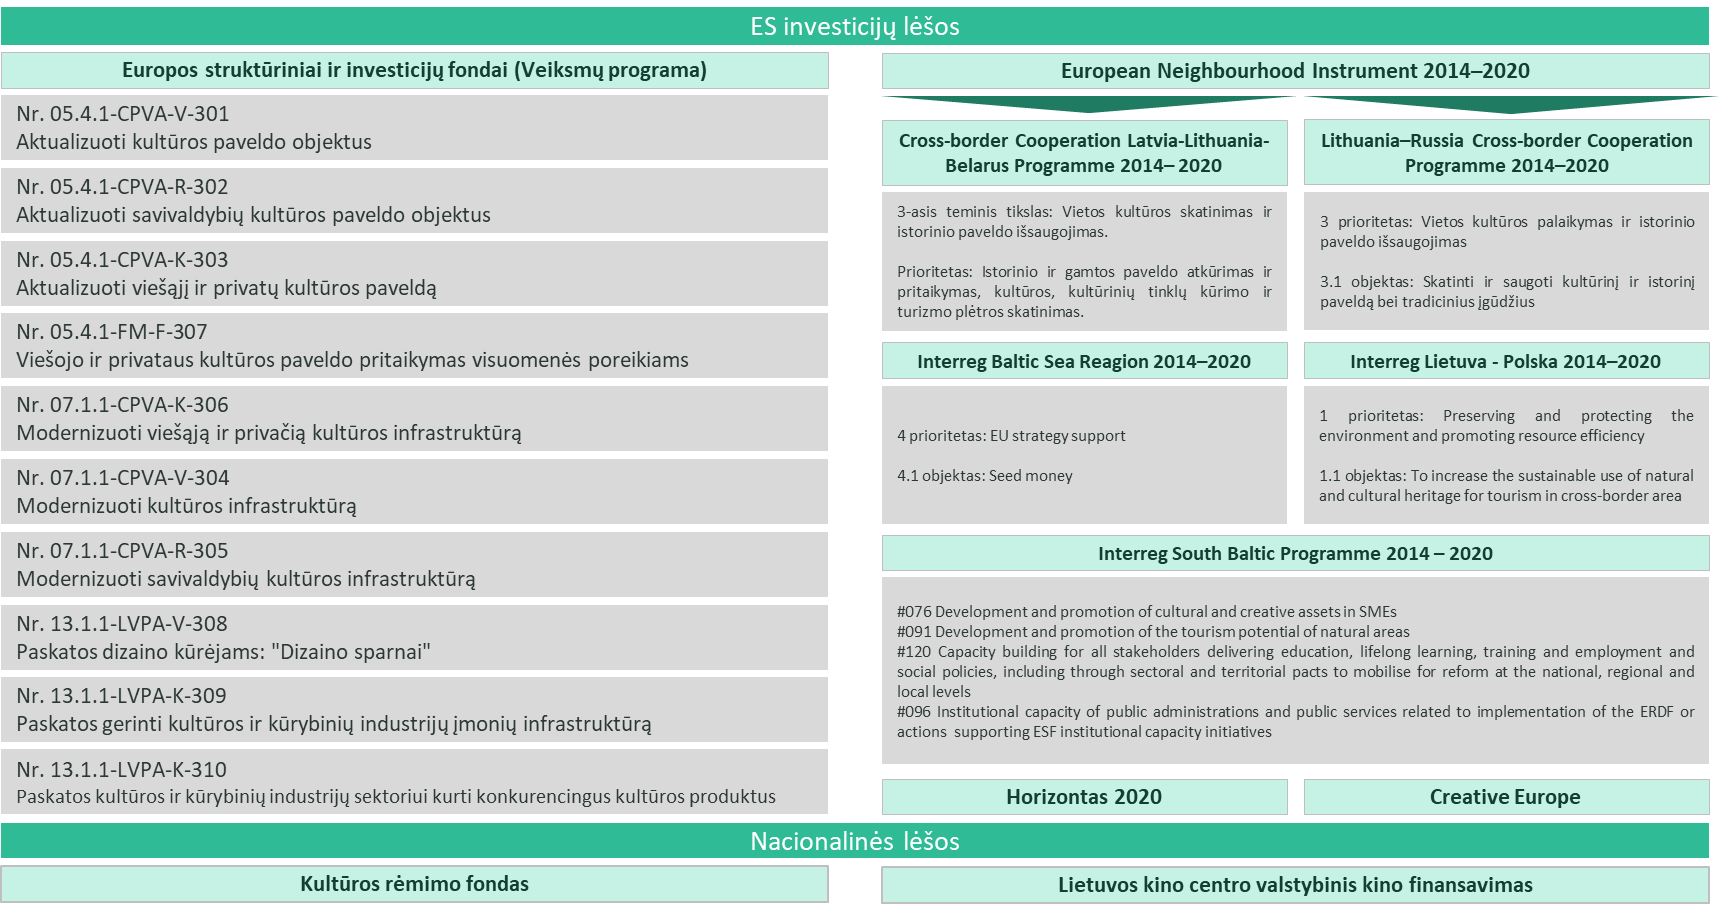 ES investicijų lėšos
Europos struktūriniai ir investicijų fondai (Veiksmų programa)
Nr. 05.4.1-CPVA-V-301
Aktualizuoti kultūros paveldo objektus
Nr. 05.4.1-CPVA-R-302
Aktualizuoti savivaldybių kultūros paveldo objektus
Nr. 05.4.1-CPVA-K-303
Aktualizuoti viešąjį ir privatų kultūros paveldą
Nr. 05.4.1-FM-F-307
Viešojo ir privataus kultūros paveldo pritaikymas visuomenės poreikiams
Nr. 07.1.1-CPVA-K-306
Modernizuoti viešąją ir privačią kultūros infrastruktūrą
Nr. 07.1.1-CPVA-V-304
Modernizuoti kultūros infrastruktūrą
Nr. 07.1.1-CPVA-R-305
Modernizuoti savivaldybių kultūros infrastruktūrą
Nr. 13.1.1-LVPA-V-308
Paskatos dizaino kūrėjams: "Dizaino sparnai"
Nr. 13.1.1-LVPA-K-309
Paskatos gerinti kultūros ir kūrybinių industrijų įmonių infrastruktūrą
Nr. 13.1.1-LVPA-K-310
Paskatos kultūros ir kūrybinių industrijų sektoriui kurti konkurencingus kultūros produktus
European Neighbourhood Instrument 2014–2020
Cross-border Cooperation Latvia-Lithuania-
Belarus Programme 2014– 2020
3-asis teminis tikslas: Vietos kultūros skatinimas ir
istorinio paveldo išsaugojimas.
Prioritetas: Istorinio ir gamtos paveldo atkūrimas ir
pritaikymas, kultūros, kultūrinių tinklų kūrimo ir
turizmo plėtros skatinimas.
Lithuania–Russia Cross-border Cooperation
Programme 2014–2020
3 prioritetas: Vietos kultūros palaikymas ir istorinio
paveldo išsaugojimas
3.1 objektas: Skatinti ir saugoti kultūrinį ir istorinį
paveldą bei tradicinius įgūdžius
Interreg Baltic Sea Reagion 2014–2020
4 prioritetas: EU strategy support
4.1 objektas: Seed money
Interreg Lietuva - Polska 2014–2020
1 prioritetas: Preserving and protecting the
environment and promoting resource efficiency
1.1 objektas: To increase the sustainable use of natural
and cultural heritage for tourism in cross-border area
Interreg South Baltic Programme 2014 – 2020
#076 Development and promotion of cultural and creative assets in SMEs
#091 Development and promotion of the tourism potential of natural areas
#120 Capacity building for all stakeholders delivering education, lifelong learning, training and employment and
social policies, including through sectoral and territorial pacts to mobilise for reform at the national, regional and
local levels
#096 Institutional capacity of public administrations and public services related to implementation of the ERDF or
actions supporting ESF institutional capacity initiatives
Horizontas 2020
Creative Europe
Nacionalinės lėšos
Kultūros rėmimo fondas
Lietuvos kino centro valstybinis kino finansavimas